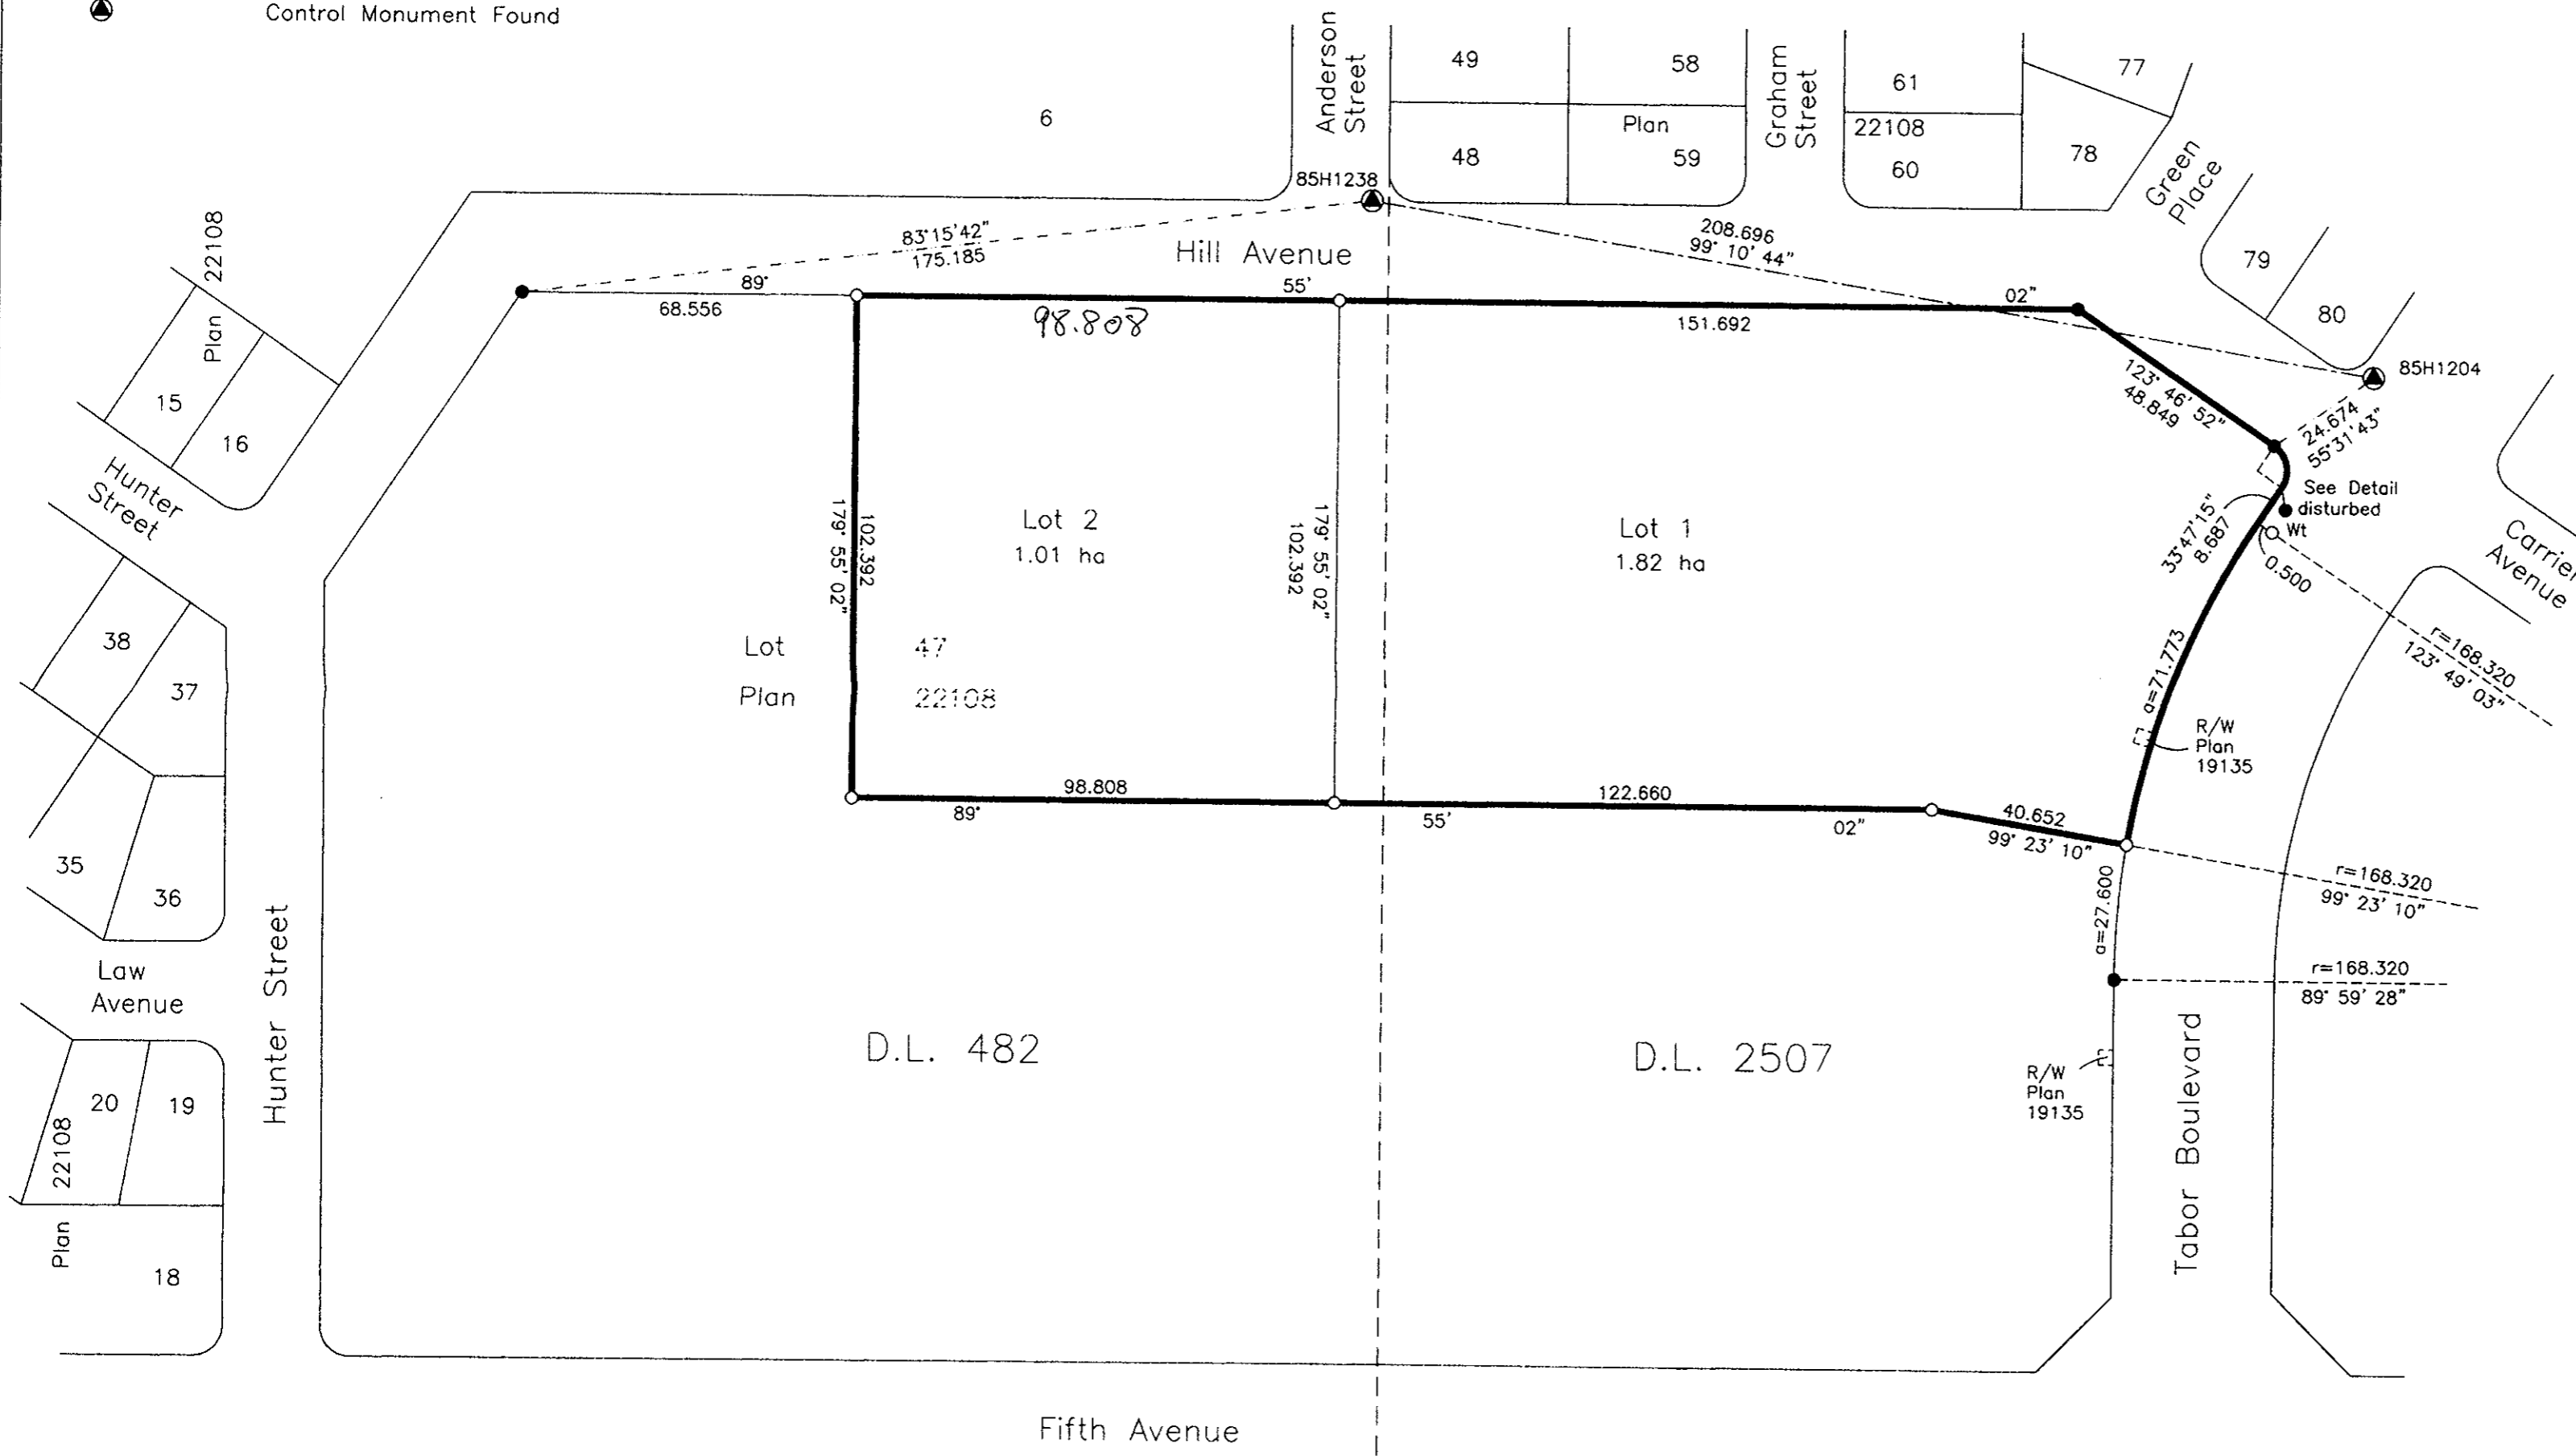 Control Monument Found
Anderson
Street
49
58
Graham
Street
61
77
6
Plan
22108
48
59
60
78
Green
Place
85H1238
Plan 22108
83°15'42"
175.185
Hill Avenue
208.696
99° 10' 44"
79
80
89°
55'
02"
68.556
98.808
151.692
85H1204
123° 46' 52"
48.849
24.674
55°31'43"
15
16
Hunter
Street
See Detail
disturbed
Wt
33°47'15"
8.687
0.500
Carrier
Avenue
102.392
179° 55' 02"
Lot 2
1.01 ha
179° 55' 02"
102.392
Lot 1
1.82 ha
38
37
Lot 47
Plan 22108
a=71.773
r=168.320
123° 49' 03"
R/W
Plan
19135
98.808
122.660
40.652
89°
55'
02"
99° 23' 10"
35
36
r=168.320
99° 23' 10"
a=27.600
Law
Avenue
Hunter Street
r=168.320
89° 59' 28"
D.L. 482
D.L. 2507
R/W
Plan
19135
Tabor Boulevard
20
19
Plan 22108
18
Fifth Avenue